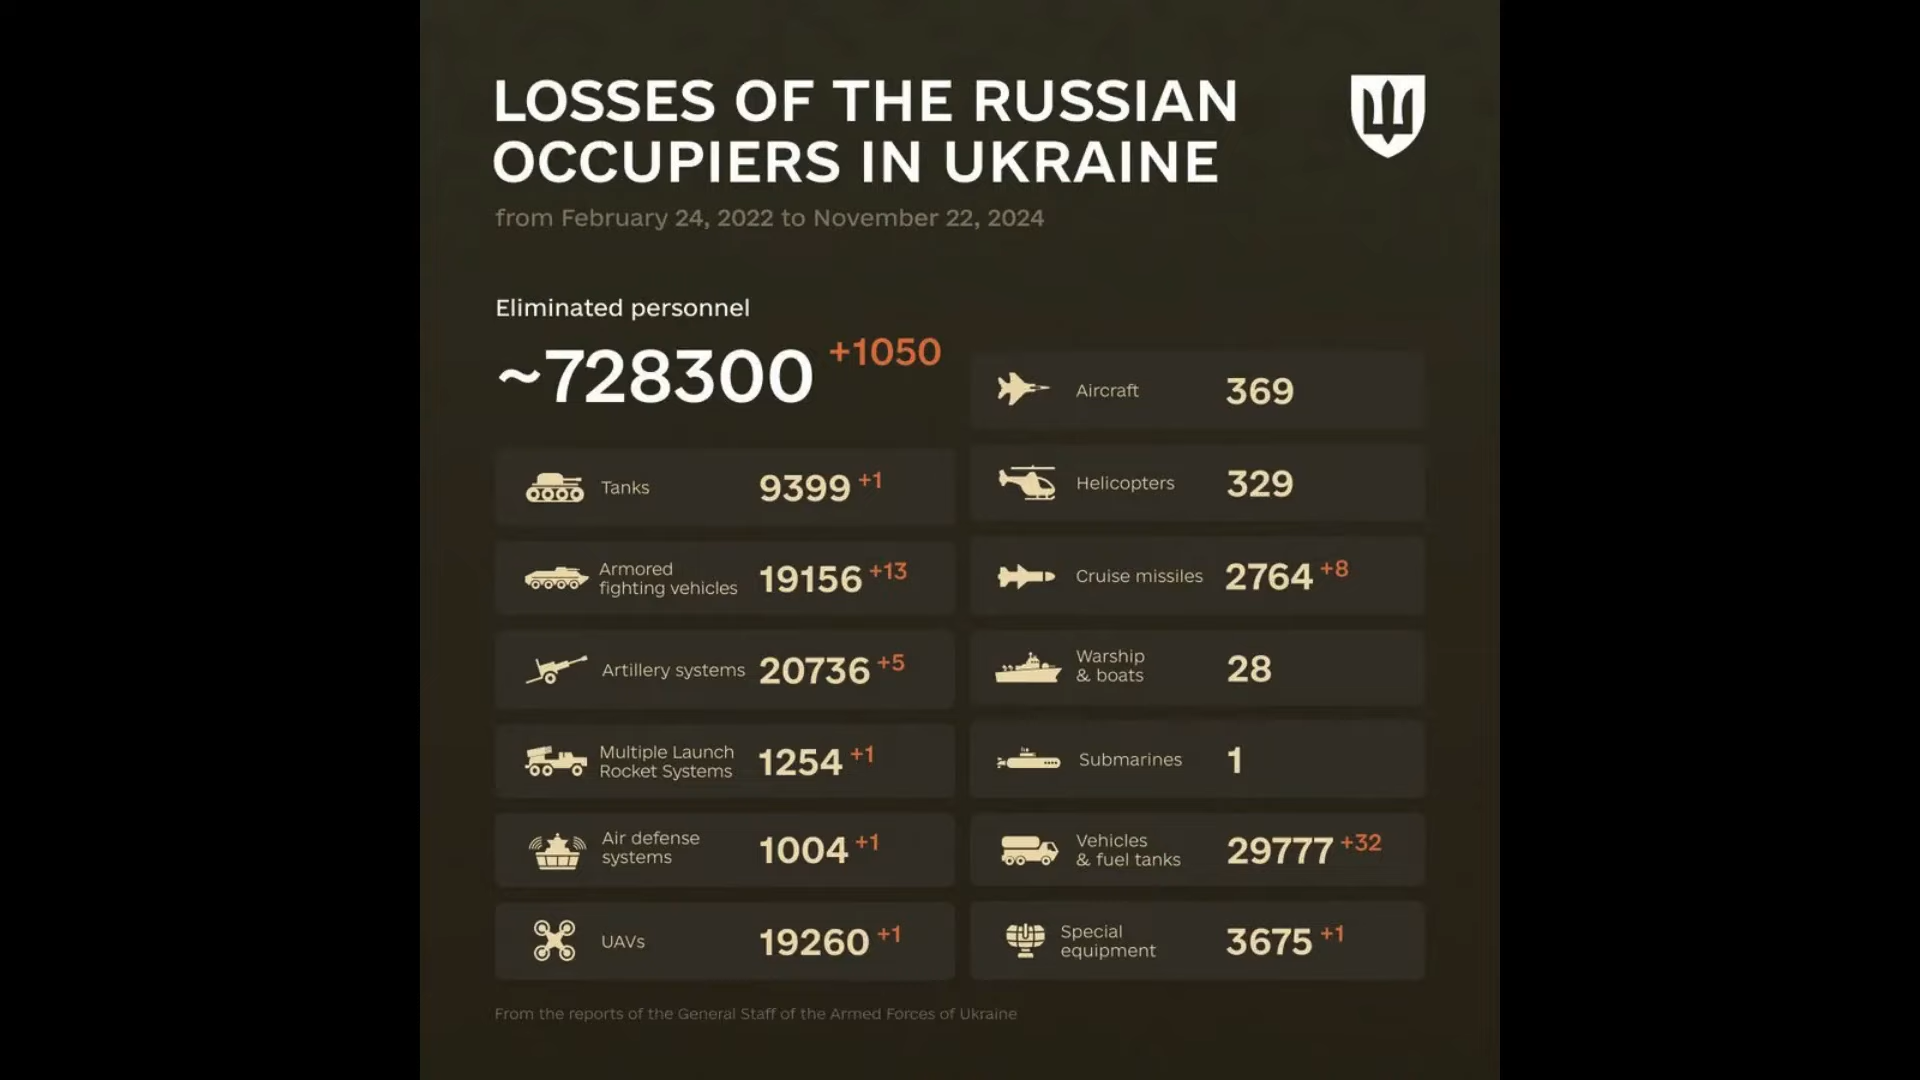 LOSSES OF THE RUSSIAN
OCCUPIERS IN UKRAINE
from February 24, 2022 to November 22, 2024
Eliminated personnel
~728300 +1050
Tanks 9399 +1
Armored
fighting vehicles 19156 +13
Artillery systems 20736 +5
Multiple Launch
Rocket Systems 1254 +1
Air defense
systems 1004 +1
UAVs 19260 +1
Aircraft 369
Helicopters 329
Cruise missiles 2764 +8
Warship
& boats 28
Submarines 1
Vehicles
& fuel tanks 29777 +32
Special
equipment 3675 +1
From the reports of the General Staff of the Armed Forces of Ukraine